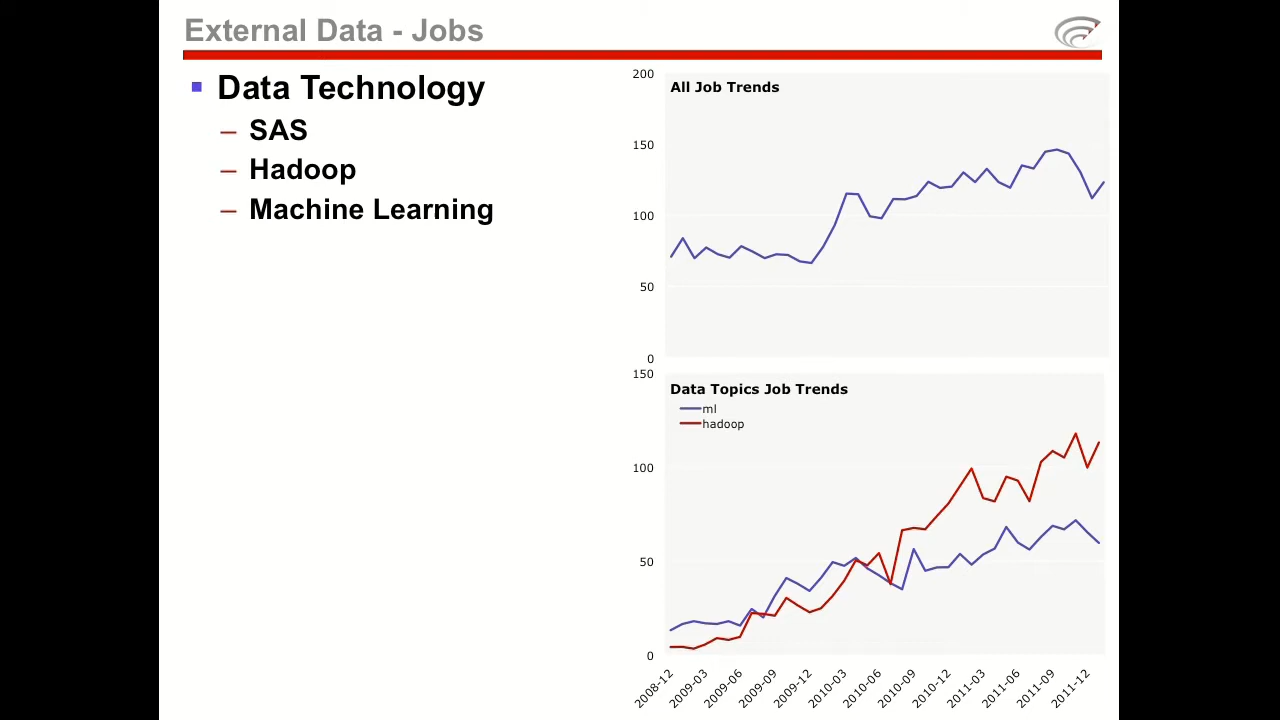 External Data - Jobs
Data Technology
– SAS
– Hadoop
– Machine Learning
200
All Job Trends
150
100
50
0
150
Data Topics Job Trends
ml
hadoop
100
50
0
2008-12
2009-03
2009-06
2009-09
2009-12
2010-03
2010-06
2010-09
2010-12
2011-03
2011-06
2011-09
2011-12